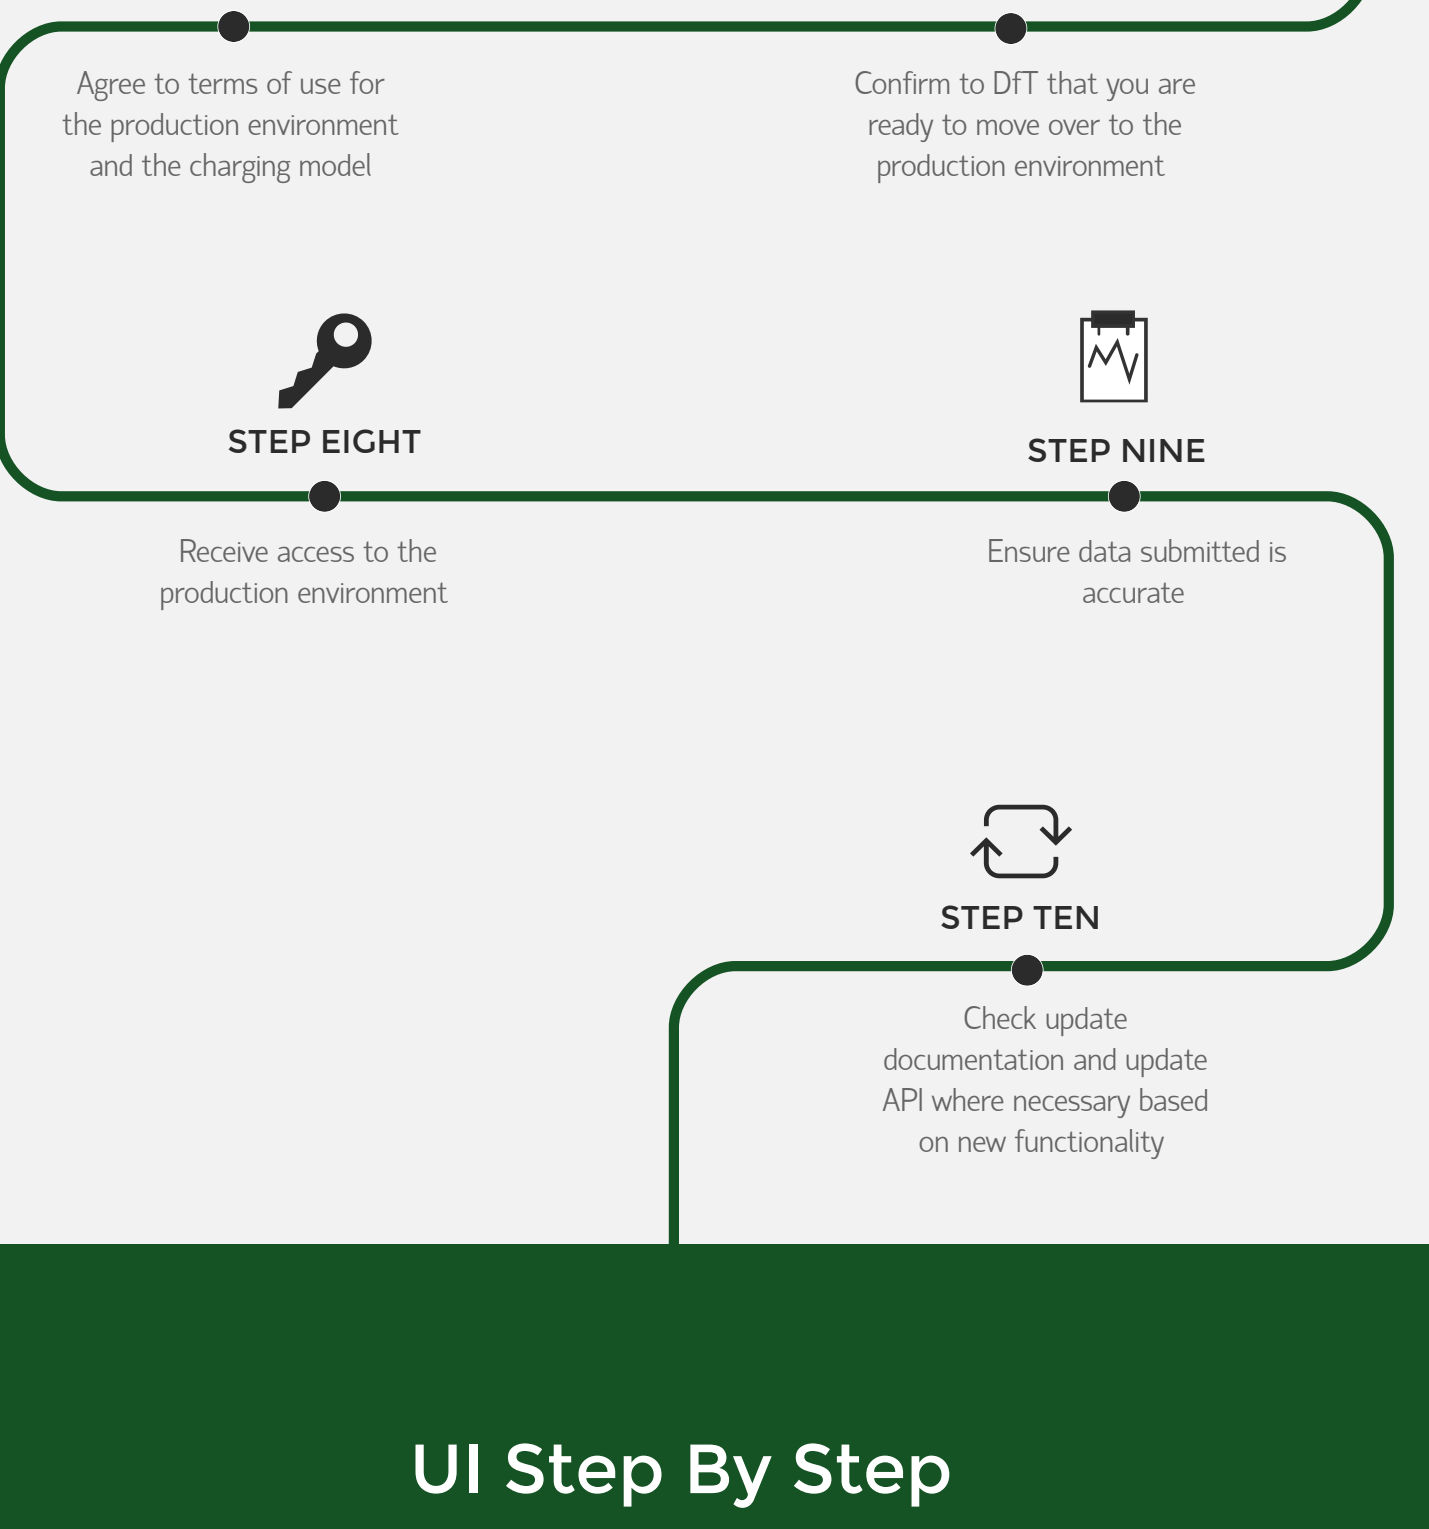 Agree to terms of use for
the production environment
and the charging model
Confirm to DfT that you are
ready to move over to the
production environment
STEP EIGHT
Receive access to the
production environment
STEP NINE
Ensure data submitted is
accurate
STEP TEN
Check update
documentation and update
API where necessary based
on new functionality
UI Step By Step